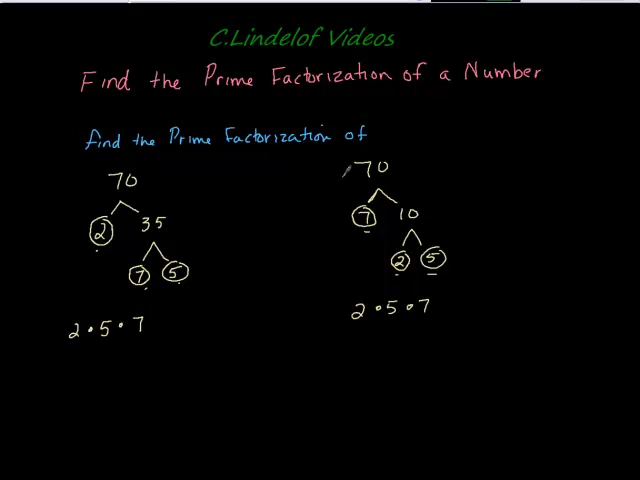 C.Lindelof Videos
Find the Prime Factorization of a Number
find the Prime Factorization of
70
2 35
7 5
2 · 5 · 7
70
7 10
2 5
2 · 5 · 7